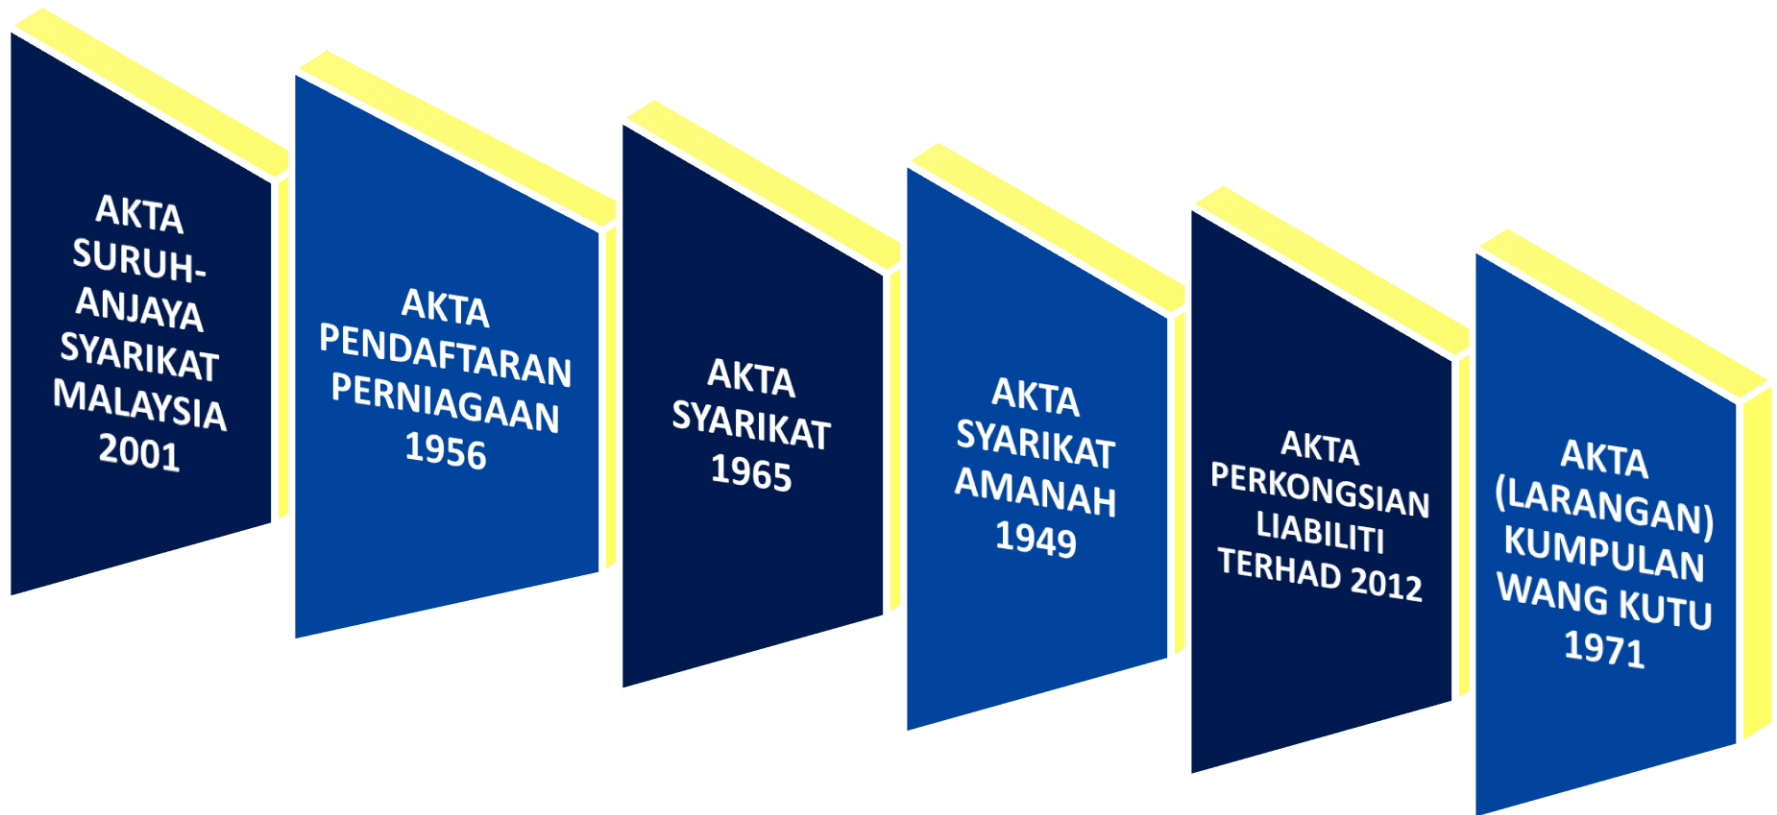 AKTA
SURUH-
ANJAYA
SYARIKAT
MALAYSIA
2001
AKTA
PENDAFTARAN
PERNIAGAAN
1956
AKTA
SYARIKAT
1965
AKTA
SYARIKAT
AMANAH
1949
AKTA
PERKONGSIAN
LIABILITI
TERHAD 2012
AKTA
(LARANGAN)
KUMPULAN
WANG KUTU
1971